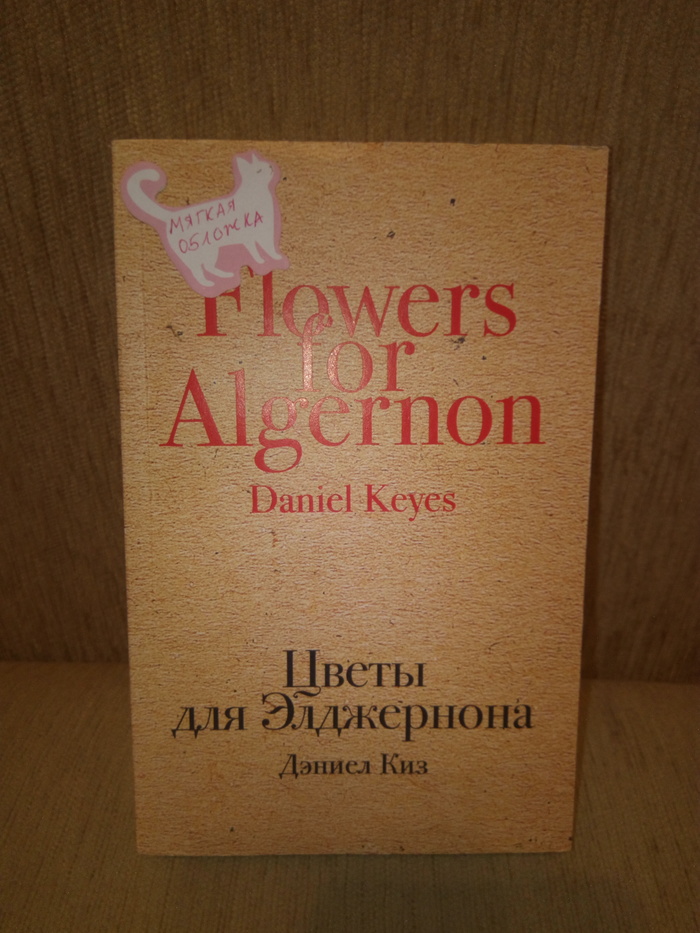 МЯГКАЯ
ОБЛОЖКА
Flowers
for
Algernon
Daniel Keyes
Цветы
для Элджернона
Дэниел Киз